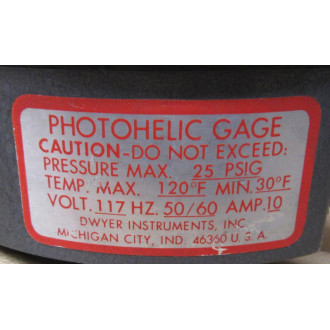 PHOTOHELIC GAGE
CAUTION-DO NOT EXCEED:
PRESSURE MAX. 25 PSIG
TEMP. MAX. 120°F MIN. 30°F
VOLT. 117 HZ. 50/60 AMP. 10
DWYER INSTRUMENTS, INC.
MICHIGAN CITY, IND. 46360 U.S.A.